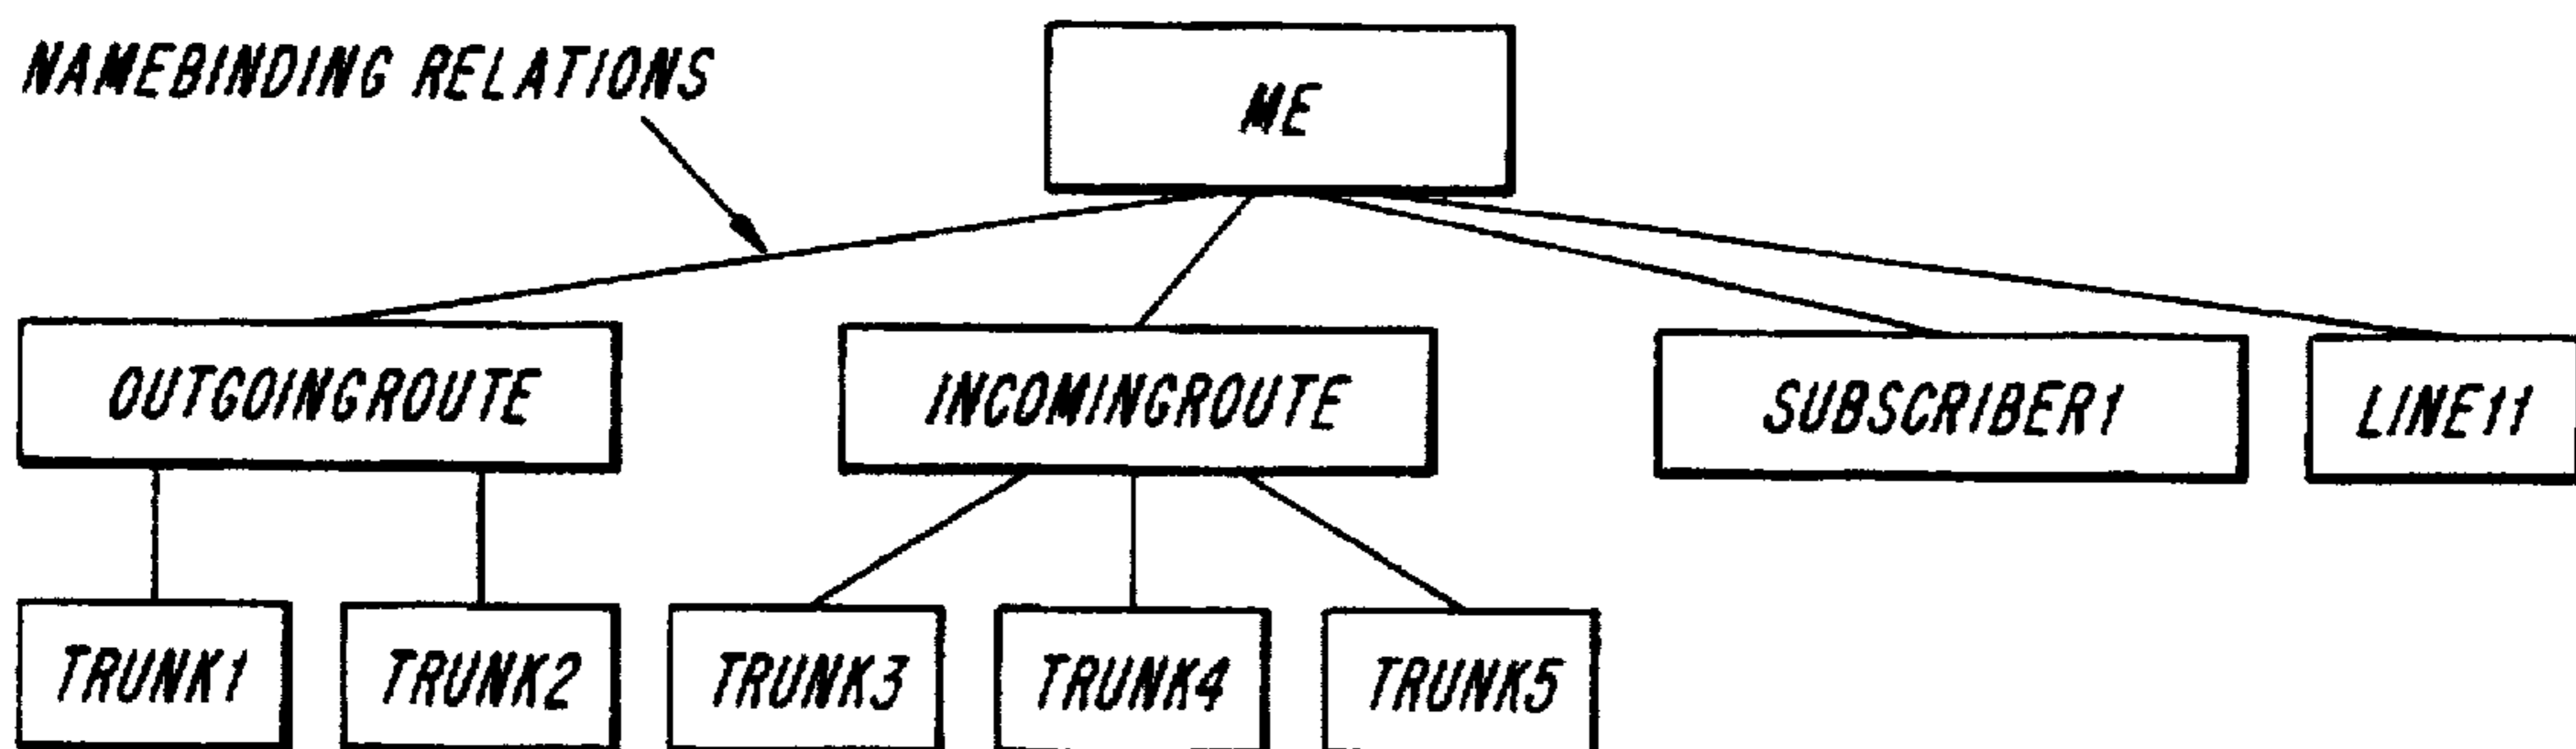 NAMEBINDING RELATIONS
ME
OUTGOINGROUTE
INCOMINGROUTE
SUBSCRIBER1
LINE11
TRUNK1
TRUNK2
TRUNK3
TRUNK4
TRUNK5